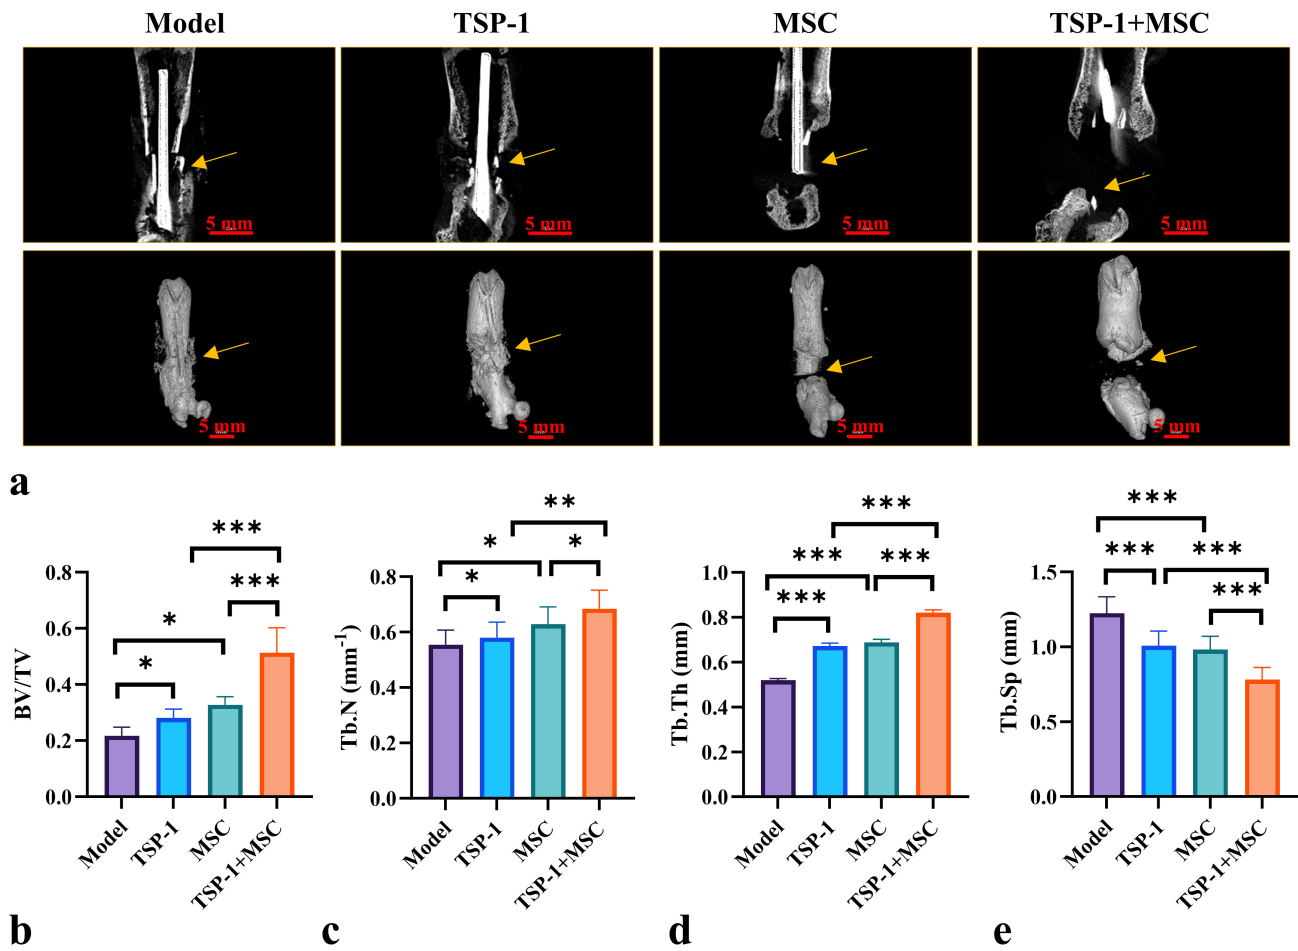 Model
TSP-1
MSC
TSP-1+MSC
5 mm
5 mm
5 mm
5 mm
5 mm
5 mm
5 mm
5 mm
a
***
***
*
*
BV/TV
0.8
0.6
0.4
0.2
0.0
Model
TSP-1
MSC
TSP-1+MSC
b
**
*
*
*
Tb.N (mm⁻¹)
0.8
0.6
0.4
0.2
0.0
Model
TSP-1
MSC
TSP-1+MSC
c
***
***
***
***
Tb.Th (mm)
1.0
0.8
0.6
0.4
0.2
0.0
Model
TSP-1
MSC
TSP-1+MSC
d
***
***
***
***
Tb.Sp (mm)
1.5
1.0
0.5
0.0
Model
TSP-1
MSC
TSP-1+MSC
e